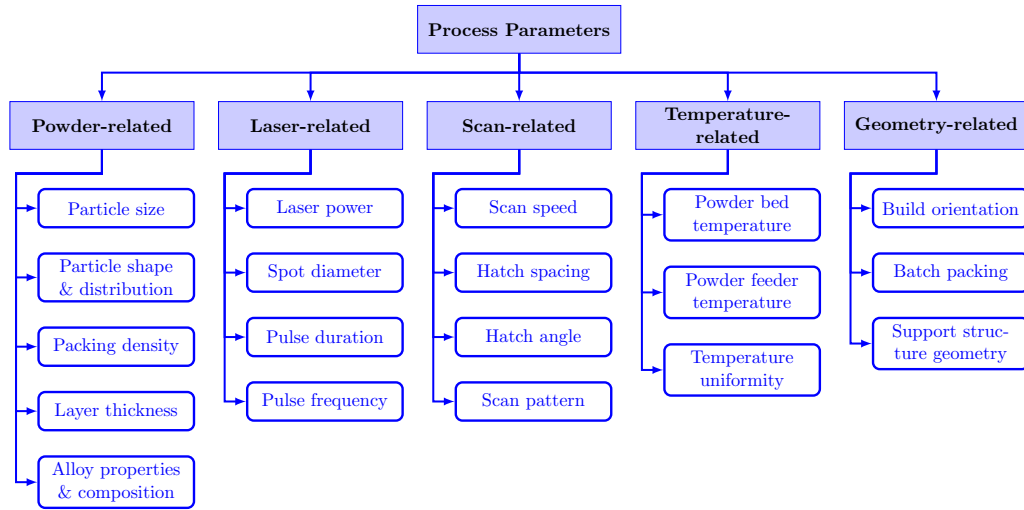 Process Parameters
Powder-related
Laser-related
Scan-related
Temperature-
related
Geometry-related
Particle size
Particle shape
& distribution
Packing density
Layer thickness
Alloy properties
& composition
Laser power
Spot diameter
Pulse duration
Pulse frequency
Scan speed
Hatch spacing
Hatch angle
Scan pattern
Powder bed
temperature
Powder feeder
temperature
Temperature
uniformity
Build orientation
Batch packing
Support struc-
ture geometry